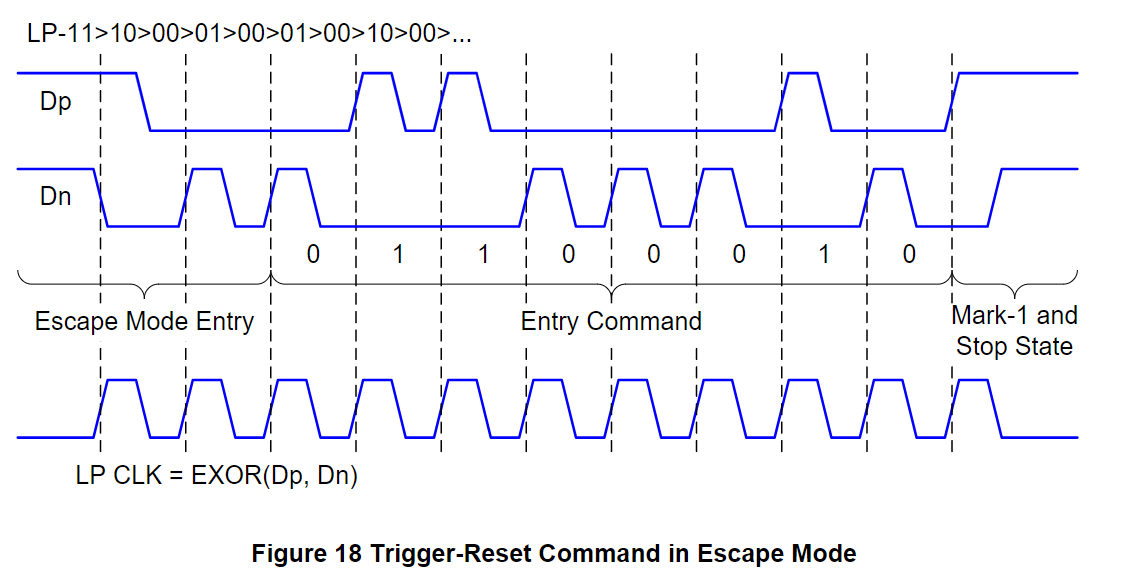 LP-11>10>00>01>00>01>00>10>00>...
Dp
Dn
0 1 1 0 0 0 1 0
Escape Mode Entry
Entry Command
Mark-1 and
Stop State
LP CLK = EXOR(Dp, Dn)
Figure 18 Trigger-Reset Command in Escape Mode